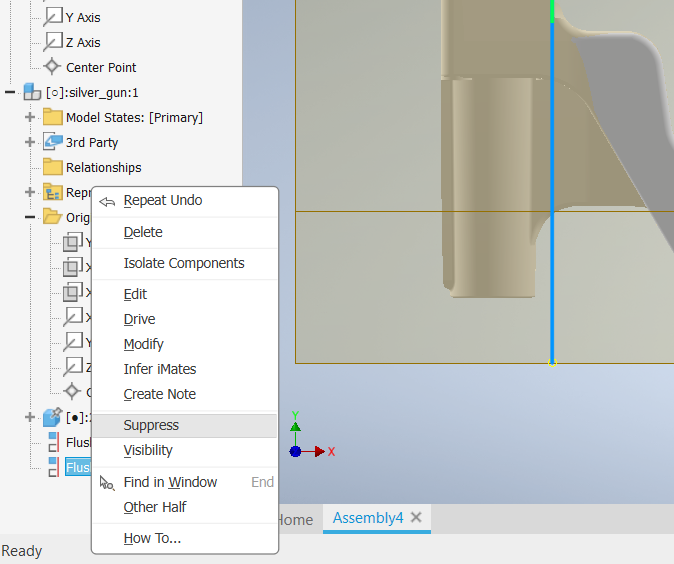 Y Axis
Z Axis
Center Point
[○]:silver_gun:1
Model States: [Primary]
3rd Party
Relationships
Repr
Orig
Repeat Undo
Delete
Isolate Components
Edit
Drive
Modify
Infer iMates
Create Note
Suppress
Visibility
Find in Window End
Other Half
How To...
Y
X
X
X
Y
Z
[●]:
Flush
Flus
Y
X
Home
Assembly4
Ready